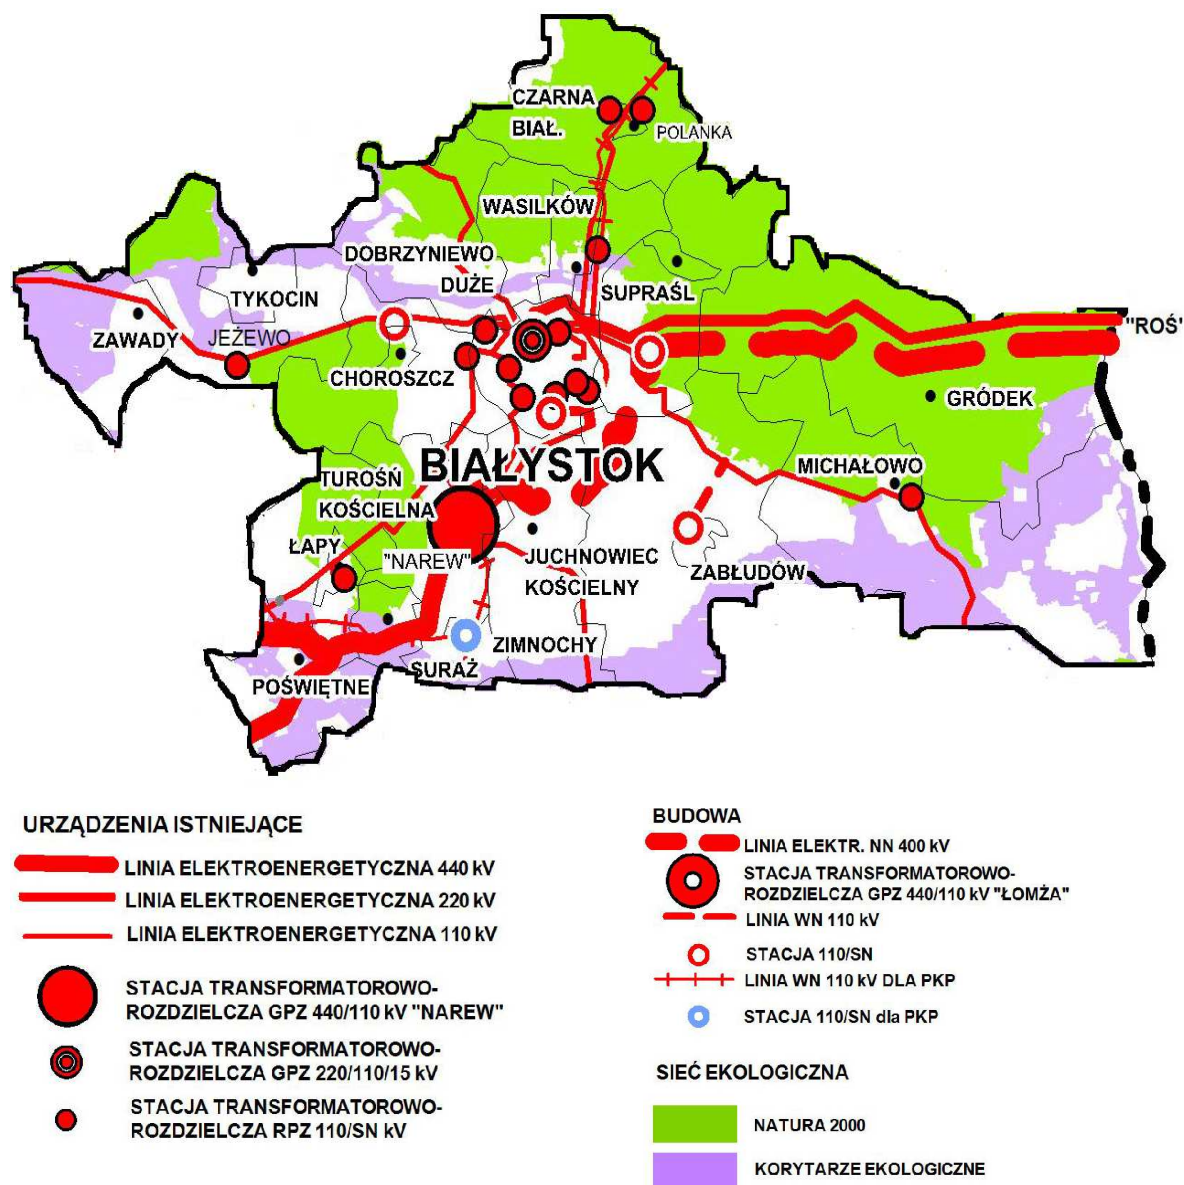 CZARNA
BIAŁ.
POLANKA
WASILKÓW
DOBRZYNIEWO
DUŻE
SUPRAŚL
TYKOCIN
ZAWADY
JEŻEWO
"ROŚ'
CHOROSZCZ
GRÓDEK
BIAŁYSTOK
MICHAŁOWO
TUROŚŃ
KOŚCIELNA
ŁAPY
"NAREW"
JUCHNOWIEC
KOŚCIELNY
ZABŁUDÓW
ZIMNOCHY
SURAŻ
POŚWIĘTNE
URZĄDZENIA ISTNIEJĄCE
LINIA ELEKTROENERGETYCZNA 440 kV
LINIA ELEKTROENERGETYCZNA 220 kV
LINIA ELEKTROENERGETYCZNA 110 kV
STACJA TRANSFORMATOROWO-
ROZDZIELCZA GPZ 440/110 kV "NAREW"
STACJA TRANSFORMATOROWO-
ROZDZIELCZA GPZ 220/110/15 kV
STACJA TRANSFORMATOROWO-
ROZDZIELCZA RPZ 110/SN kV
BUDOWA
LINIA ELEKTR. NN 400 kV
STACJA TRANSFORMATOROWO-
ROZDZIELCZA GPZ 440/110 kV "ŁOMŻA"
LINIA WN 110 kV
STACJA 110/SN
LINIA WN 110 kV DLA PKP
STACJA 110/SN dla PKP
SIEĆ EKOLOGICZNA
NATURA 2000
KORYTARZE EKOLOGICZNE